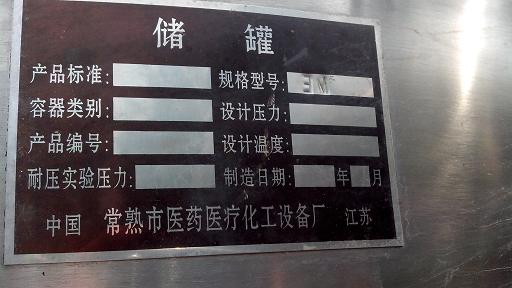 储罐
产品标准: 规格型号: 3M³
容器类别: 设计压力:
产品编号: 设计温度:
耐压实验压力: 制造日期: 年 月
中国 常熟市医药医疗化工设备厂 江苏